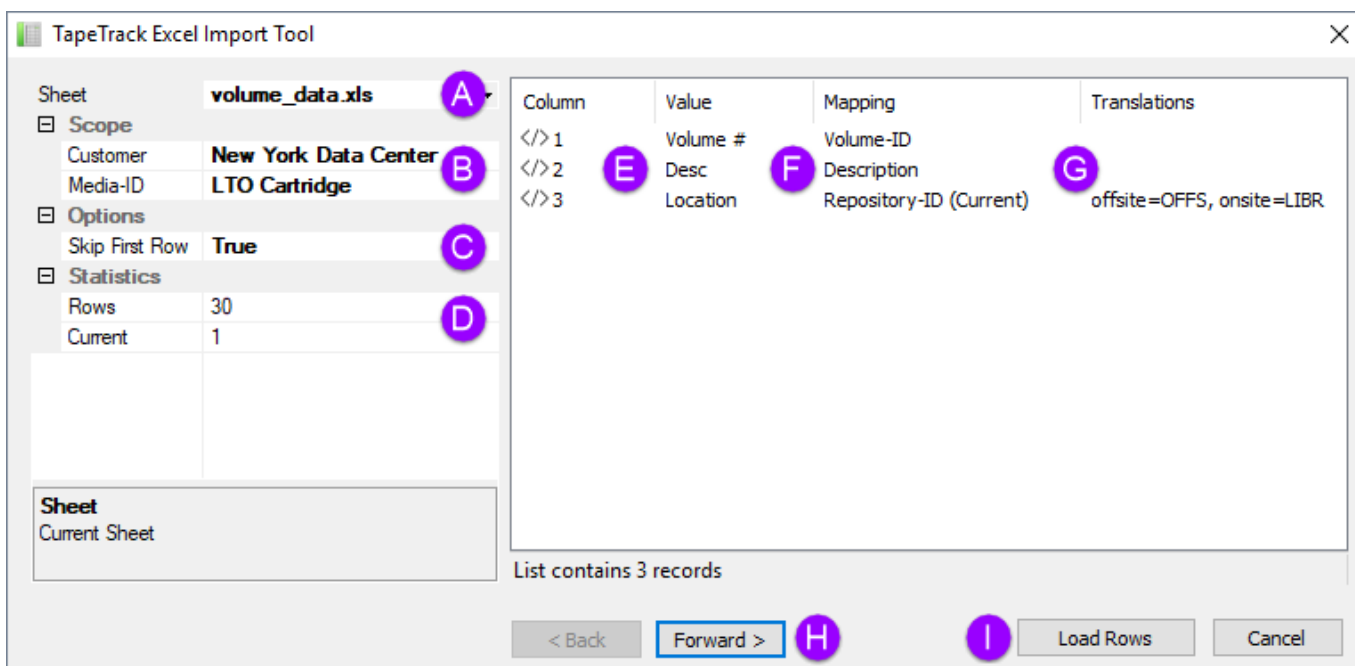 TapeTrack Excel Import Tool
Sheet volume_data.xls A
Scope
Customer New York Data Center
B
Media-ID LTO Cartridge
Options
Skip First Row True C
Statistics
Rows 30
D
Current 1
Sheet
Current Sheet
Column Value Mapping Translations
</>1 Volume # Volume-ID
</>2 E Desc F Description G
</>3 Location Repository-ID (Current) offsite=OFFS, onsite=LIBR
List contains 3 records
< Back Forward > H I Load Rows Cancel